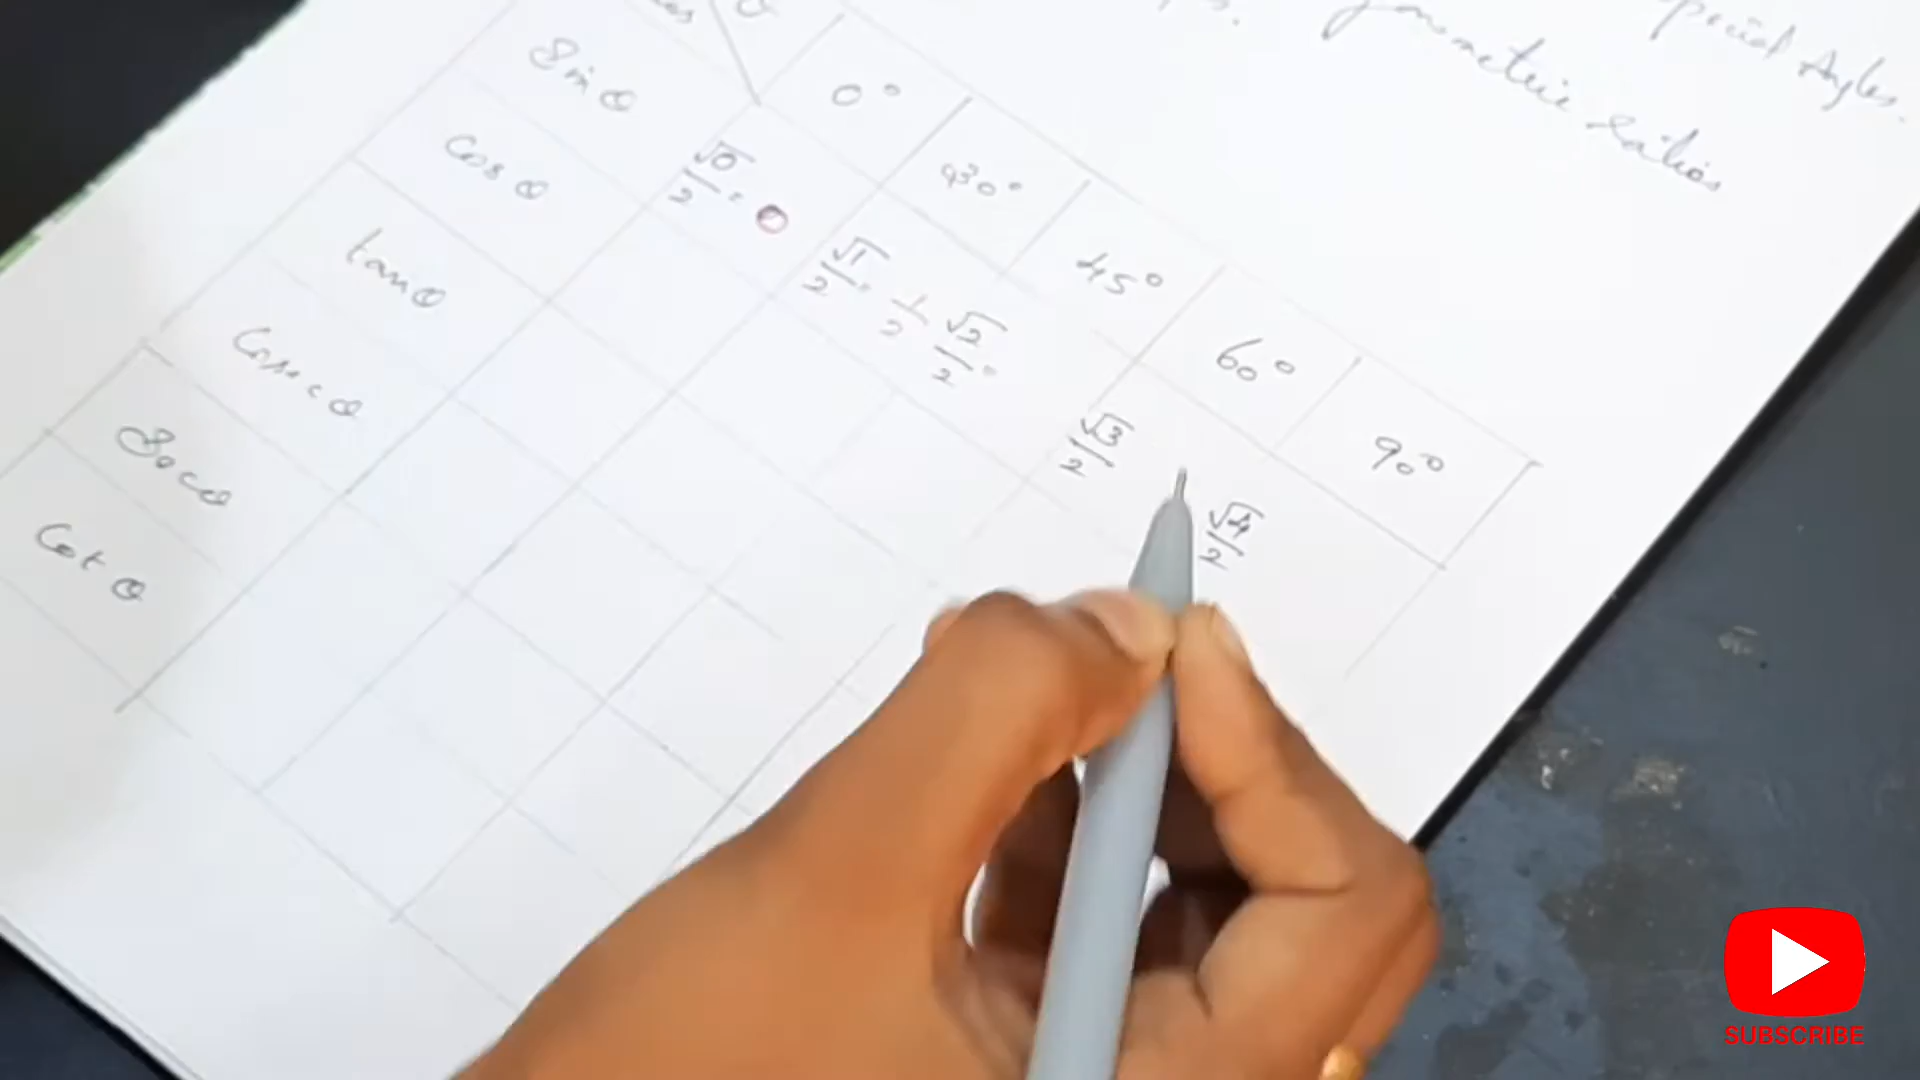 special Angles.
ratios
θ
0° 30° 45° 60° 90°
Sin θ √0/2 = 0 √1/2 = 1/2 √2/2 = √3/2 √4/2
Cos θ
tan θ
Cosec θ
Sec θ
Cot θ
SUBSCRIBE